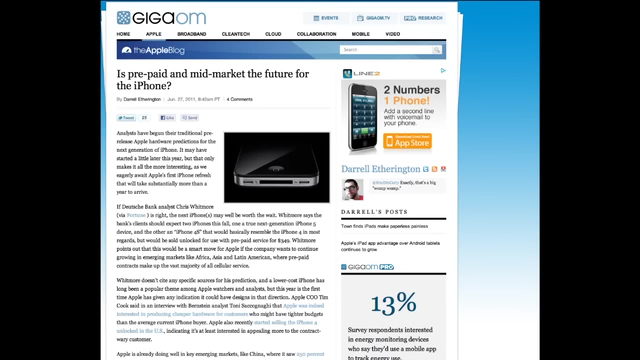 GIGAOM
EVENTS
GIGAOM.TV
PRO RESEARCH
HOME
APPLE
BROADBAND
CLEANTECH
CLOUD
COLLABORATION
MOBILE
VIDEO
theAppleBlog
Search
Is pre-paid and mid-market the future for
the iPhone?
By Darrell Etherington | Jun. 27, 2011, 8:40am PT | 4 Comments
Tweet 23 Like Send
Analysts have begun their traditional pre-
release Apple hardware predictions for the
next generation of iPhone. It may have
started a little later this year, but that only
makes it all the more interesting, as we
eagerly await Apple's first iPhone refresh
that will take substantially more than a
year to arrive.
If Deutsche Bank analyst Chris Whitmore
(via Fortune ) is right, the next iPhone(s) may well be worth the wait. Whitmore says the
bank's clients should expect two iPhones this fall, one a true next-generation iPhone 5
device, and the other an "iPhone 4S" that would basically resemble the iPhone 4 in most
regards, but would be said unlocked for use with pre-paid service for $349. Whitmore
points out that this would be a smart move for Apple if the company wants to continue
growing in emerging markets like Africa, Asia and Latin American, where pre-paid
contracts make up the vast majority of all cellular service.
Whitmore doesn't cite any specific sources for his prediction, and a lower-cost iPhone has
long been a popular theme among Apple watchers and analysts, but this year is the first
time Apple has given any indication it could have designs in that direction. Apple COO Tim
Cook said in an interview with Bernstein analyst Toni Sacconaghi that Apple was indeed
interested in producing cheaper hardware for customers who might have tighter budgets
than the average current iPhone buyer. Apple also recently started selling the iPhone 4
unlocked in the U.S., indicating it's at least interested in appealing more to the contract-
wary customer.
Apple is already doing well in key emerging markets, like China, where it saw 250 percent
LINE2
2 Numbers
1 Phone!
Add a second line
with voicemail to
your phone.
Download from
App Store
Darrell Etherington
Exactly, that's a big
"woop woop."
DARRELL'S POSTS
Town finds iPads make paperless painless
Apple's iPad app advantage over Android tablets
continues to grow
GIGAOM PRO
13%
Survey respondents interested
in energy monitoring devices
who say they'd use a mobile app
to track energy use.